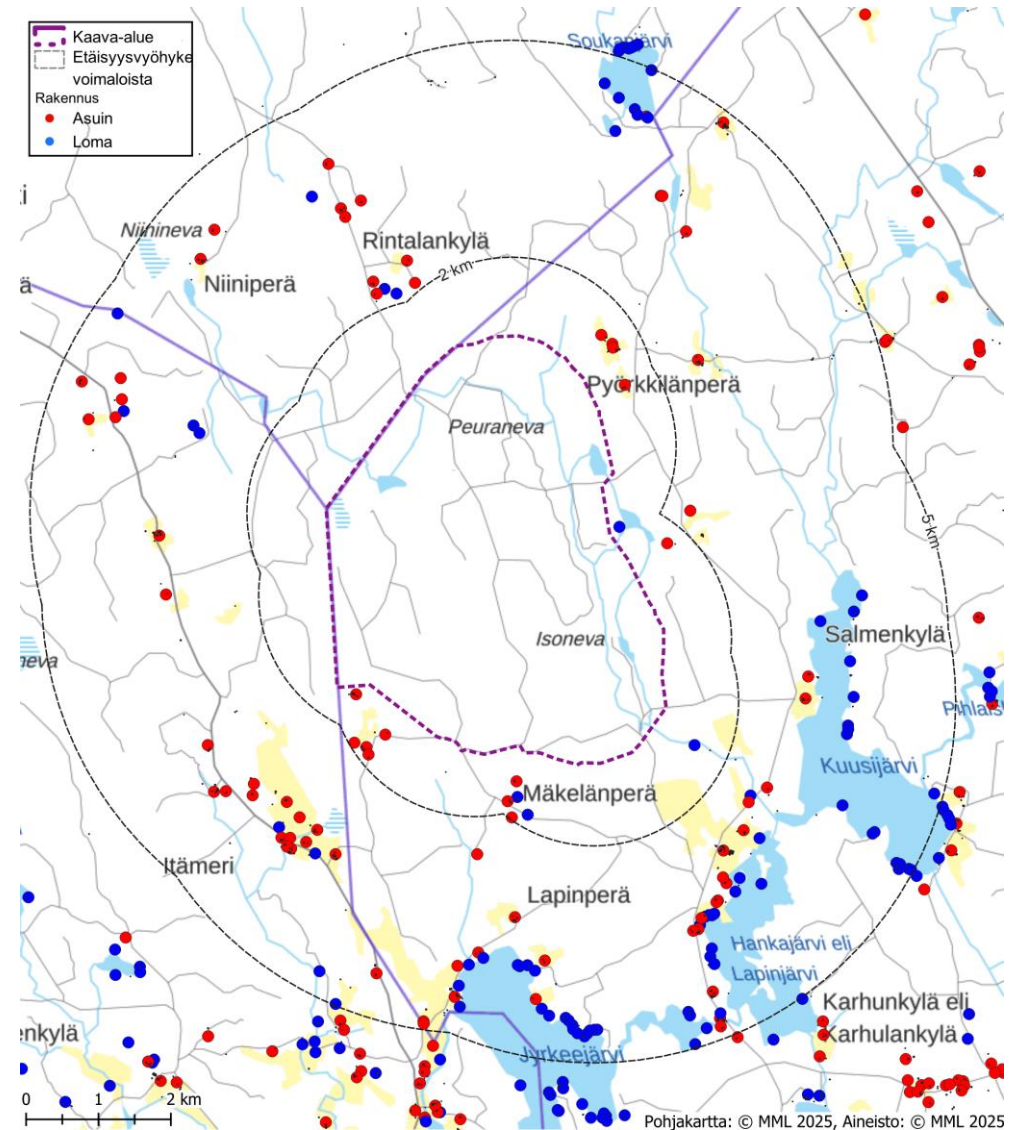 Kaava-alue
Etäisyysvyöhyke
voimaloista
Rakennus
Asuin
Loma
Soukanjärvi
Niinineva
Rintalankylä
2 km
Niiniperä
Pyörkkilänperä
Peuraneva
5 km
Isoneva
Salmenkylä
Kuusijärvi
Mäkelänperä
Itämeri
Lapinperä
Hankajärvi eli
Lapinjärvi
Karhunkylä eli
Karhulankylä
Jyrkeejärvi
0 1 2 km
Pohjakartta: © MML 2025, Aineisto: © MML 2025